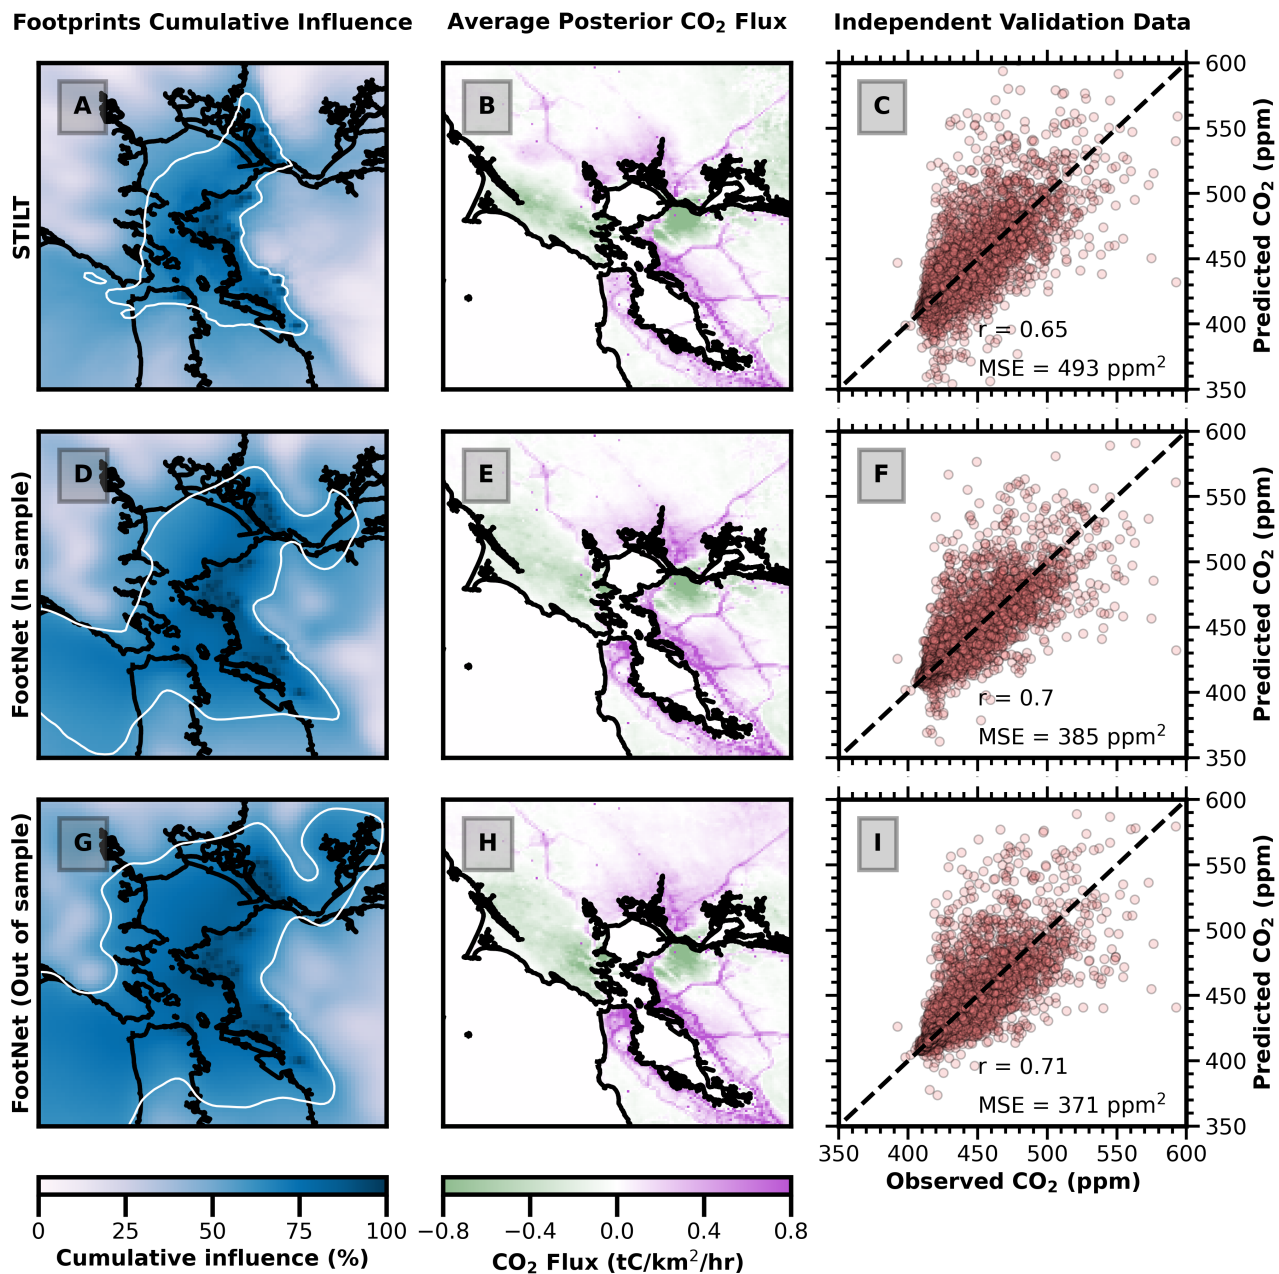 Footprints Cumulative Influence
Average Posterior CO₂ Flux
Independent Validation Data
STILT
A
B
C
r = 0.65
MSE = 493 ppm²
600
550
500
450
400
350
Predicted CO₂ (ppm)
FootNet (In sample)
D
E
F
r = 0.7
MSE = 385 ppm²
600
550
500
450
400
350
Predicted CO₂ (ppm)
FootNet (Out of sample)
G
H
I
r = 0.71
MSE = 371 ppm²
600
550
500
450
400
350
Predicted CO₂ (ppm)
350 400 450 500 550 600
Observed CO₂ (ppm)
0 25 50 75 100
Cumulative influence (%)
−0.8 −0.4 0.0 0.4 0.8
CO₂ Flux (tC/km²/hr)